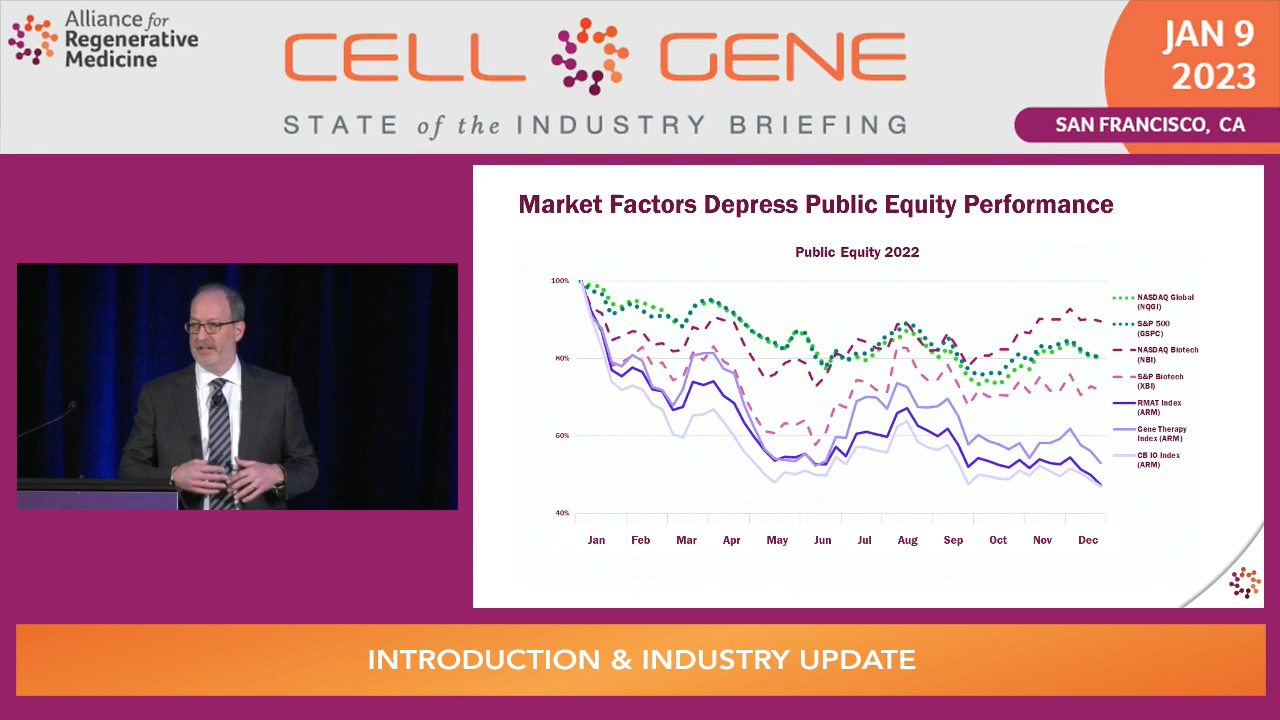 Alliance for
Regenerative
Medicine
CELL GENE
STATE of the INDUSTRY BRIEFING
JAN 9
2023
SAN FRANCISCO, CA
Market Factors Depress Public Equity Performance
Public Equity 2022
100%
80%
60%
40%
Jan Feb Mar Apr May Jun Jul Aug Sep Oct Nov Dec
NASDAQ Global
(NQGI)
S&P 500
(GSPC)
NASDAQ Biotech
(NBI)
S&P Biotech
(XBI)
RMAT Index
(ARM)
Gene Therapy
Index (ARM)
CB IO Index
(ARM)
INTRODUCTION & INDUSTRY UPDATE